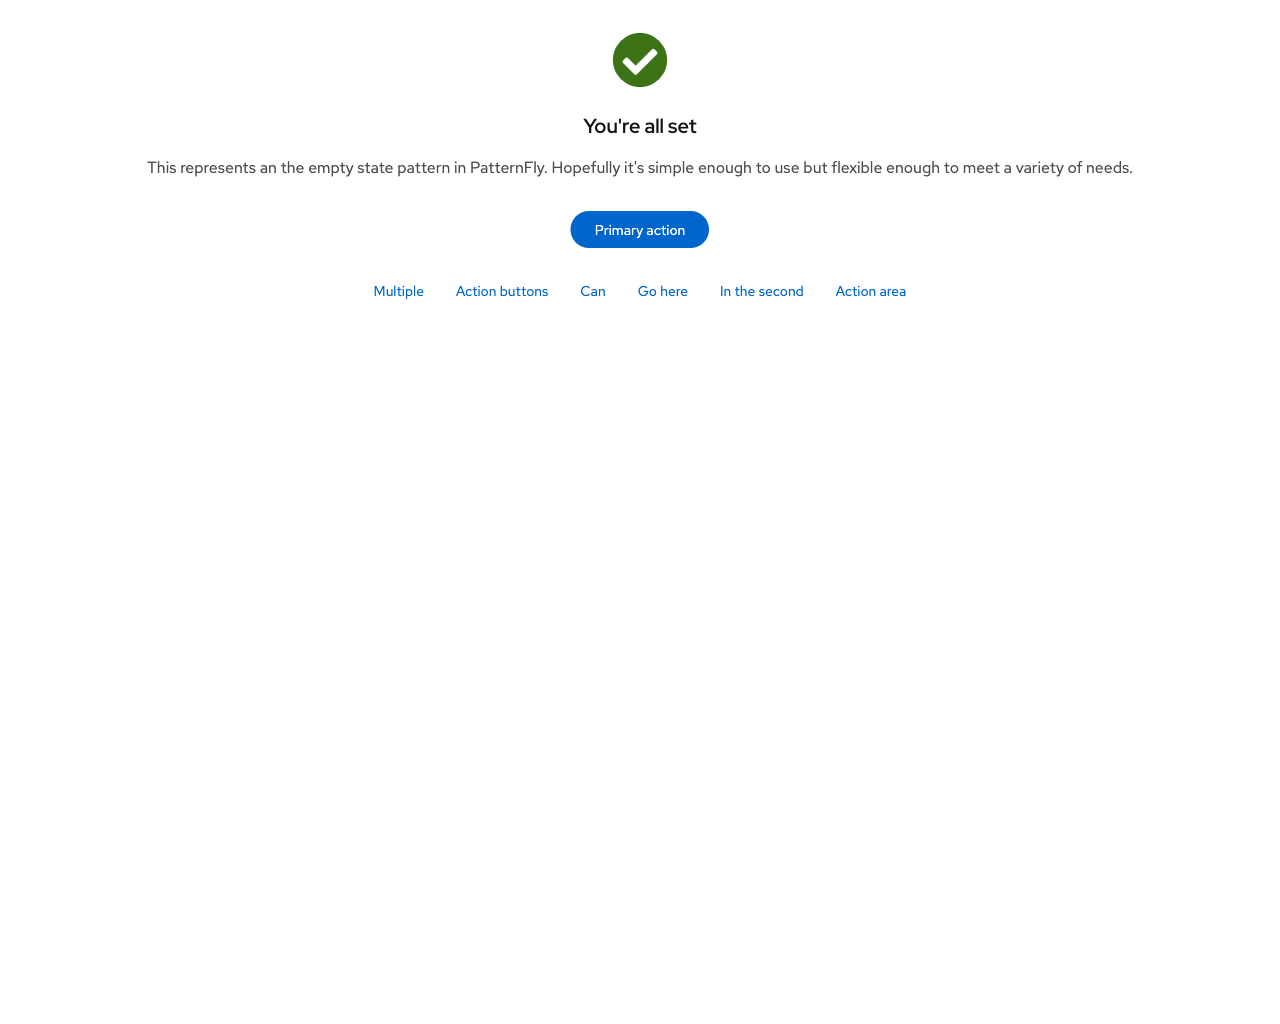 You're all set
This represents an the empty state pattern in PatternFly. Hopefully it's simple enough to use but flexible enough to meet a variety of needs.
Primary action
Multiple Action buttons Can Go here In the second Action area